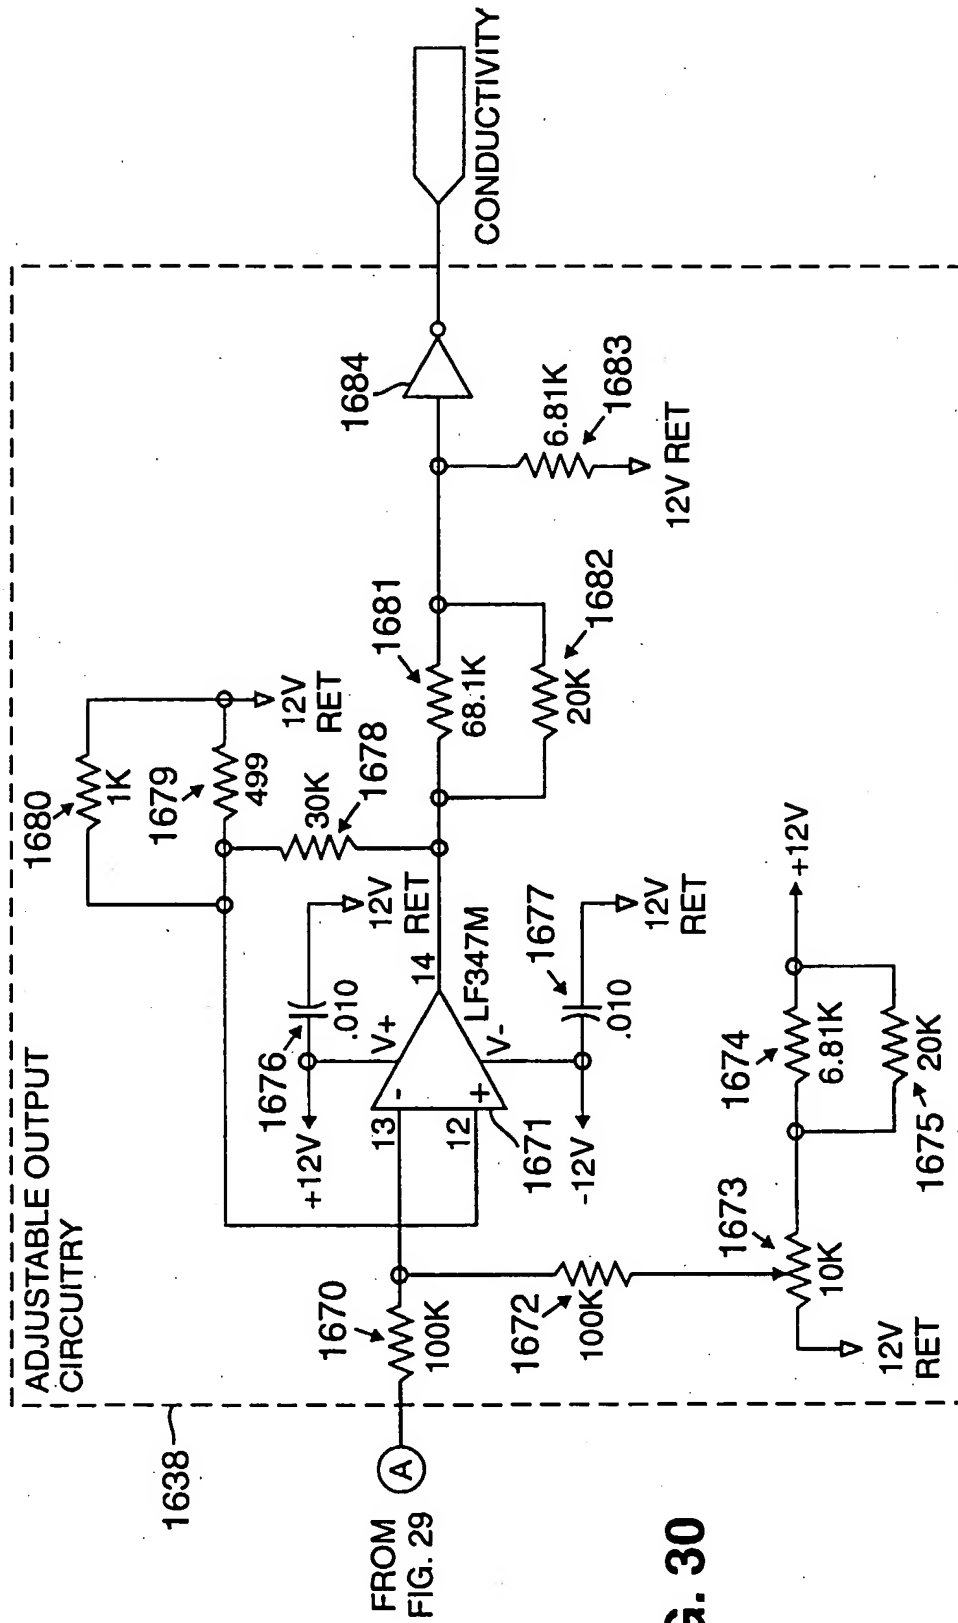 ADJUSTABLE OUTPUT
CIRCUITRY
1638
FROM
FIG. 29
A
1670
100K
1672
100K
1673
10K
12V
RET
1674
6.81K
1675
20K
+12V
13
12
-
+
1671
LF347M
14
V+
V-
+12V
-12V
1676
.010
12V
RET
1677
.010
12V
RET
1678
30K
1679
499
1680
1K
12V
RET
1681
68.1K
1682
20K
1683
6.81K
12V RET
1684
CONDUCTIVITY
G. 30